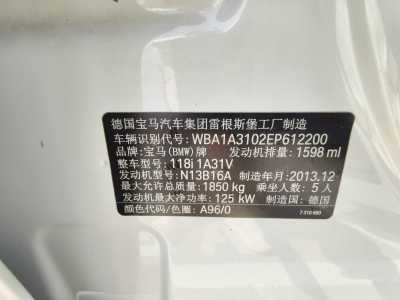 德国宝马汽车集团雷根斯堡工厂制造
车辆识别代号: WBA1A3102EP612200
品牌: 宝马(BMW)牌 发动机排量: 1598 ml
整车型号: 118i 1A31V
发动机型号: N13B16A 制造年月: 2013.12
最大允许总质量: 1850 kg 乘坐人数: 5 人
发动机最大净功率: 125 kW 制造国: 德国
颜色代码/色圈: A96/0